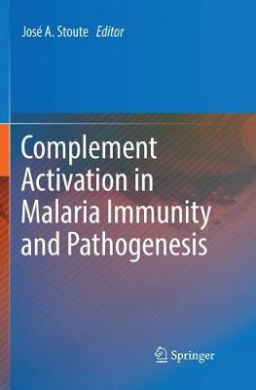 José A. Stoute Editor
Complement
Activation in
Malaria Immunity
and Pathogenesis
Springer